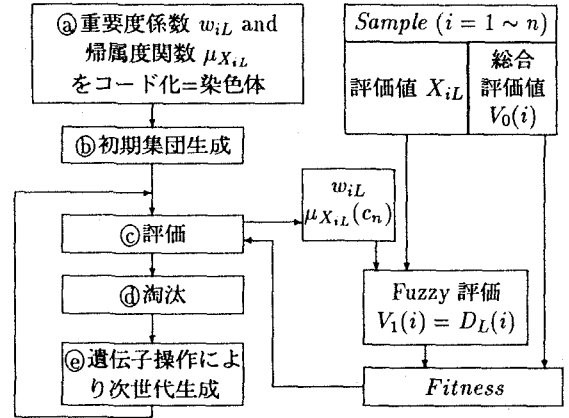 ⓐ重要度係数 w_{iL} and
帰属度関数 μ_{X_{iL}}
をコード化=染色体
ⓑ初期集団生成
ⓒ評価
ⓓ淘汰
ⓔ遺伝子操作によ
り次世代生成
w_{iL}
μ_{X_{iL}}(c_n)
Sample (i = 1 ~ n)
評価値 X_{iL}
総合
評価値
V_0(i)
Fuzzy 評価
V_1(i) = D_L(i)
Fitness